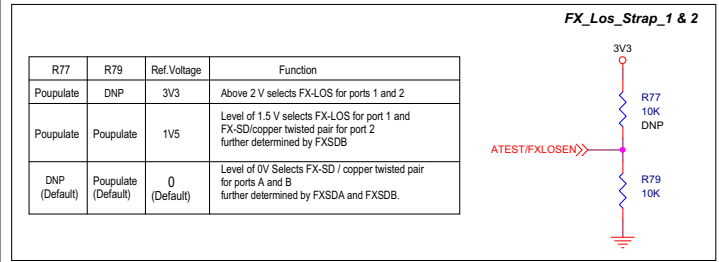 FX_Los_Strap_1 & 2
R77 R79 Ref.Voltage Function
Poupulate DNP 3V3 Above 2 V selects FX-LOS for ports 1 and 2
Poupulate Poupulate 1V5 Level of 1.5 V selects FX-LOS for port 1 and
FX-SD/copper twisted pair for port 2
further determined by FXSDB
DNP
(Default)
Poupulate
(Default)
0
(Default)
Level of 0V Selects FX-SD / copper twisted pair
for ports A and B
further determined by FXSDA and FXSDB.
3V3
R77
10K
DNP
ATEST/FXLOSEN
R79
10K